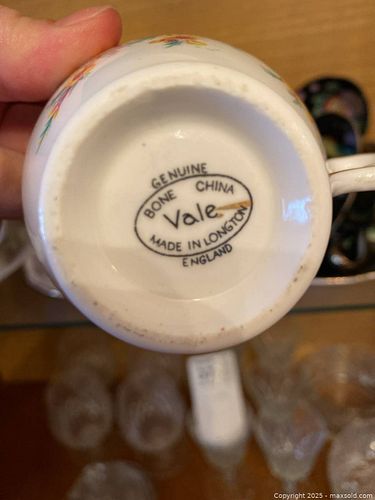 GENUINE
BONE CHINA
Vale
MADE IN LONGTON
ENGLAND
Copyright 2025 - maxsold.com